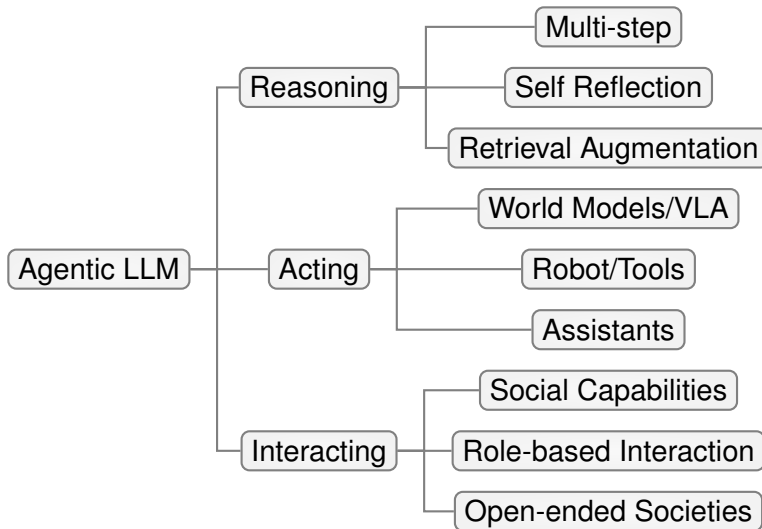 Multi-step
Reasoning
Self Reflection
Retrieval Augmentation
World Models/VLA
Agentic LLM
Acting
Robot/Tools
Assistants
Social Capabilities
Interacting
Role-based Interaction
Open-ended Societies